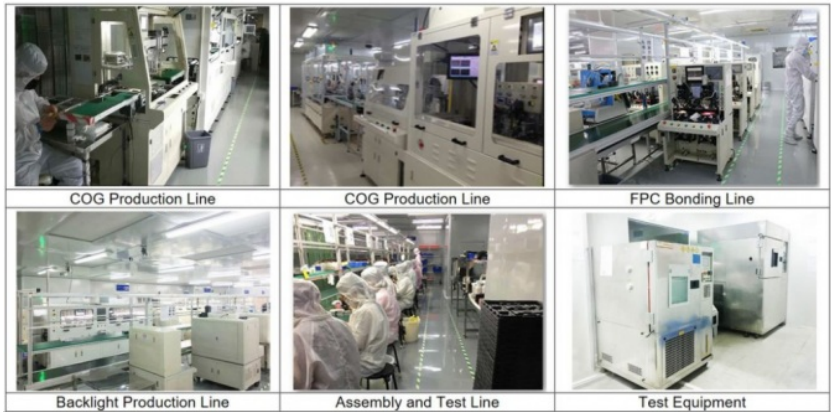 COG Production Line
COG Production Line
FPC Bonding Line
Backlight Production Line
Assembly and Test Line
Test Equipment